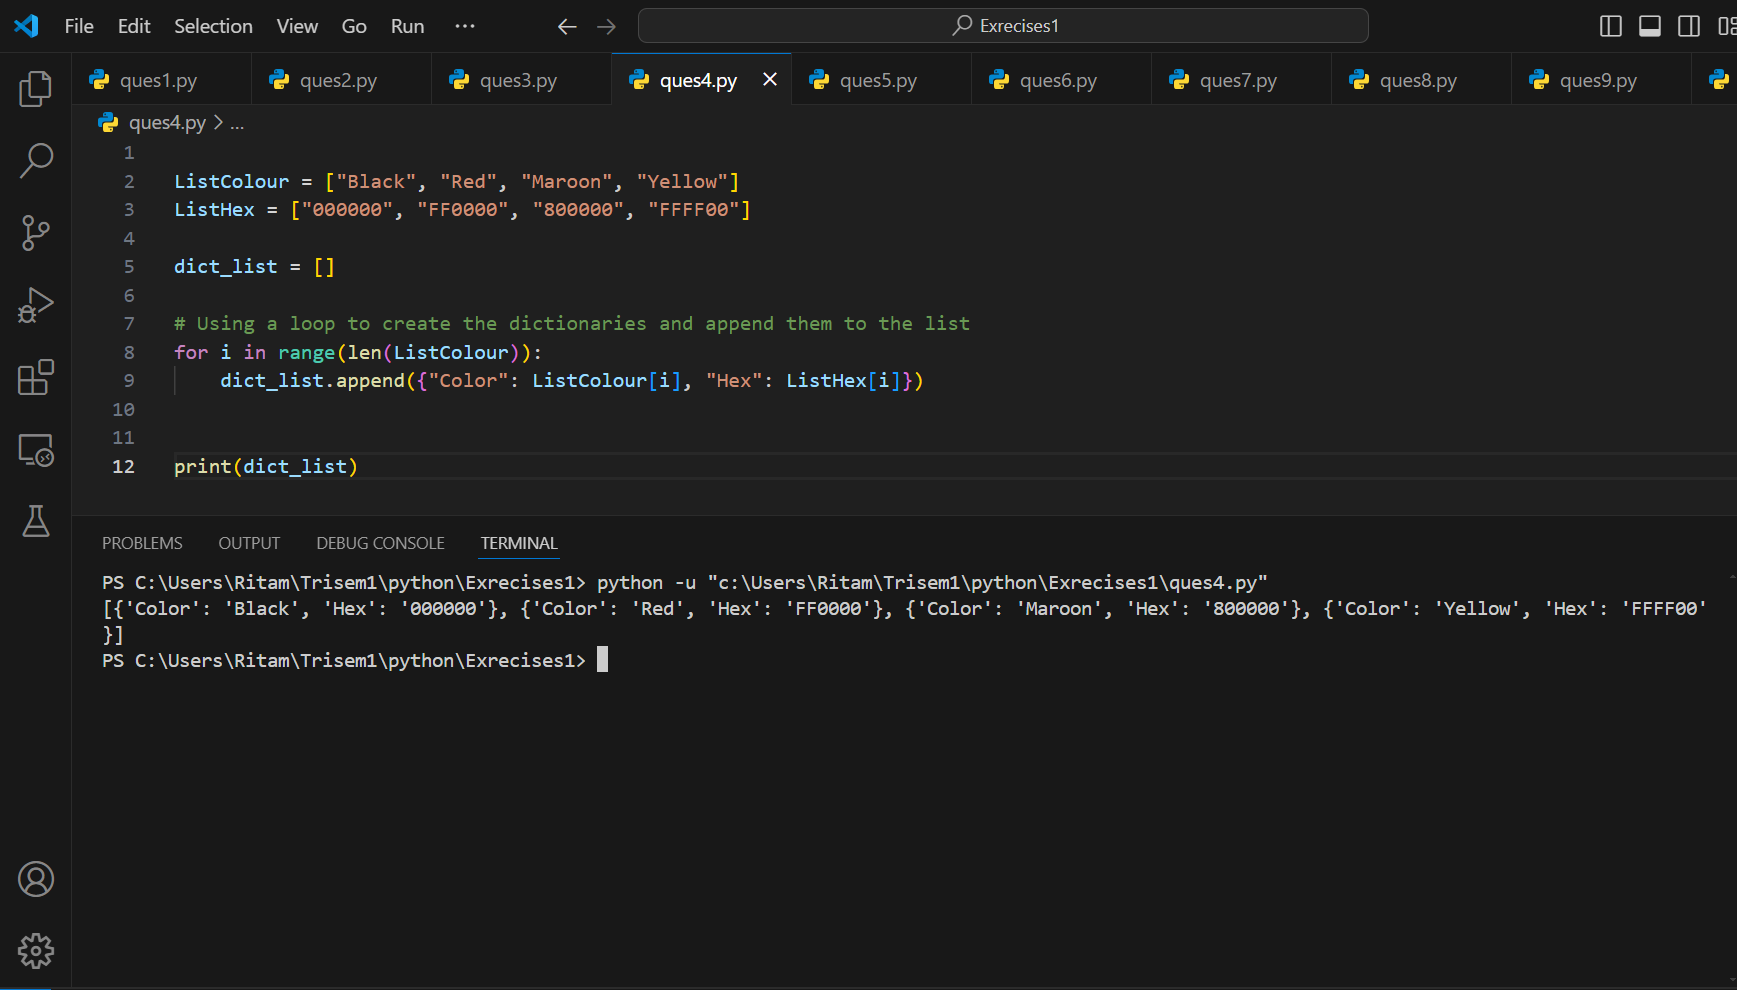 File Edit Selection View Go Run ··· Exrecises1
ques1.py ques2.py ques3.py ques4.py ques5.py ques6.py ques7.py ques8.py ques9.py
ques4.py > ...
1
2 ListColour = ["Black", "Red", "Maroon", "Yellow"]
3 ListHex = ["000000", "FF0000", "800000", "FFFF00"]
4
5 dict_list = []
6
7 # Using a loop to create the dictionaries and append them to the list
8 for i in range(len(ListColour)):
9     dict_list.append({"Color": ListColour[i], "Hex": ListHex[i]})
10
11
12 print(dict_list)
PROBLEMS OUTPUT DEBUG CONSOLE TERMINAL
PS C:\Users\Ritam\Trisem1\python\Exrecises1> python -u "c:\Users\Ritam\Trisem1\python\Exrecises1\ques4.py"
[{'Color': 'Black', 'Hex': '000000'}, {'Color': 'Red', 'Hex': 'FF0000'}, {'Color': 'Maroon', 'Hex': '800000'}, {'Color': 'Yellow', 'Hex': 'FFFF00'
}]
PS C:\Users\Ritam\Trisem1\python\Exrecises1>